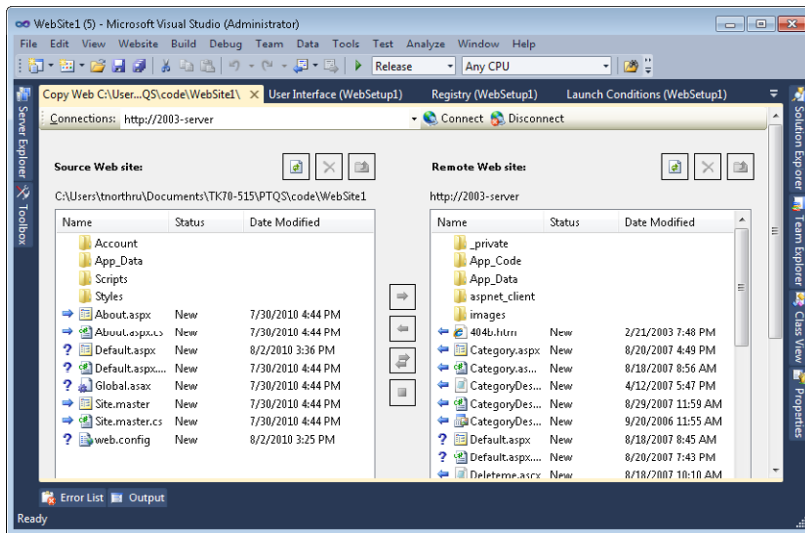 WebSite1 (5) - Microsoft Visual Studio (Administrator)
File Edit View Website Build Debug Team Data Tools Test Analyze Window Help
Release Any CPU
Copy Web C:\User...QS\code\WebSite1\ User Interface (WebSetup1) Registry (WebSetup1) Launch Conditions (WebSetup1)
Server Explorer
Toolbox
Connections: http://2003-server Connect Disconnect
Source Web site:
C:\Users\tnorthru\Documents\TK70-515\PTQS\code\WebSite1
Name Status Date Modified
Account
App_Data
Scripts
Styles
About.aspx New 7/30/2010 4:44 PM
About.aspx.cs New 7/30/2010 4:44 PM
? Default.aspx New 8/2/2010 3:36 PM
? Default.aspx.... New 7/30/2010 4:44 PM
? Global.asax New 7/30/2010 4:44 PM
Site.master New 7/30/2010 4:44 PM
Site.master.cs New 7/30/2010 4:44 PM
? web.config New 8/2/2010 3:25 PM
Remote Web site:
http://2003-server
Name Status Date Modified
_private
App_Code
App_Data
aspnet_client
images
404b.htm New 2/21/2003 7:48 PM
Category.aspx New 8/20/2007 4:49 PM
Category.as... New 8/18/2007 8:56 AM
CategoryDes... New 4/12/2007 5:47 PM
CategoryDes... New 8/29/2007 11:59 AM
CategoryDes... New 9/20/2006 11:55 AM
? Default.aspx New 8/18/2007 8:45 AM
? Default.aspx.... New 8/20/2007 7:43 PM
Deleteme.ascx New 8/18/2007 10:10 AM
Solution Explorer
Team Explorer
Class View
Properties
Error List Output
Ready